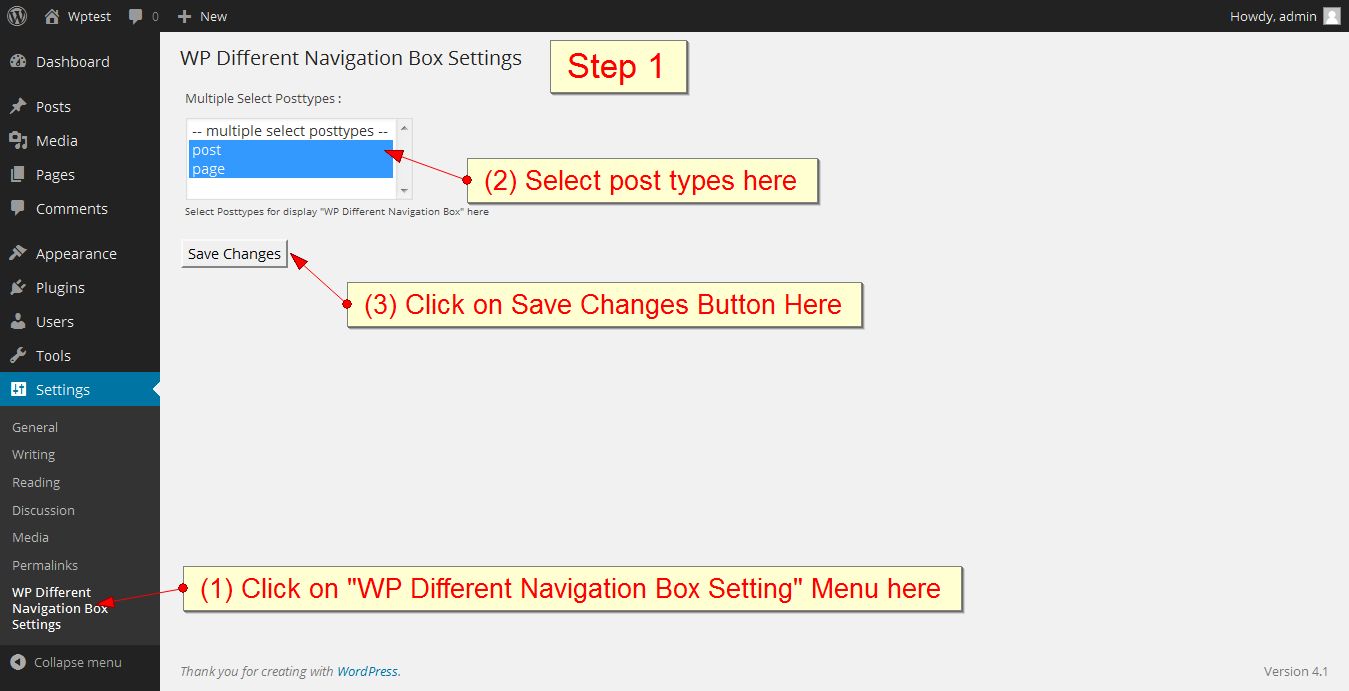 Wptest 0 New Howdy, admin
Dashboard
Posts
Media
Pages
Comments
Appearance
Plugins
Users
Tools
Settings
General
Writing
Reading
Discussion
Media
Permalinks
WP Different
Navigation Box
Settings
Collapse menu
WP Different Navigation Box Settings
Step 1
Multiple Select Posttypes :
-- multiple select posttypes --
post
page
(2) Select post types here
Select Posttypes for display "WP Different Navigation Box" here
Save Changes
(3) Click on Save Changes Button Here
(1) Click on "WP Different Navigation Box Setting" Menu here
Thank you for creating with WordPress.
Version 4.1